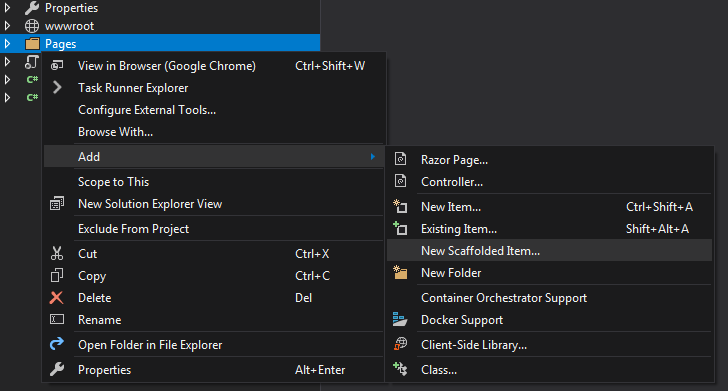 Properties
wwwroot
Pages
View in Browser (Google Chrome) Ctrl+Shift+W
Task Runner Explorer
Configure External Tools...
Browse With...
Add
Scope to This
New Solution Explorer View
Exclude From Project
Cut Ctrl+X
Copy Ctrl+C
Delete Del
Rename
Open Folder in File Explorer
Properties Alt+Enter
Razor Page...
Controller...
New Item... Ctrl+Shift+A
Existing Item... Shift+Alt+A
New Scaffolded Item...
New Folder
Container Orchestrator Support
Docker Support
Client-Side Library...
Class...
C#
C#